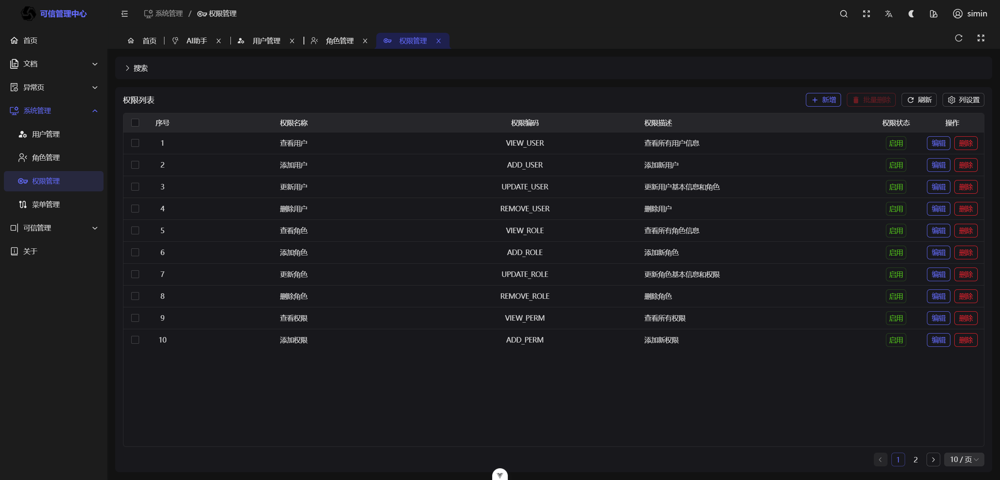 可信管理中心
系统管理 / 权限管理
simin
首页
文档
异常页
系统管理
用户管理
角色管理
权限管理
菜单管理
可信管理
关于
首页 AI助手 用户管理 角色管理 权限管理
搜索
权限列表
新增 批量删除 刷新 列设置
序号 权限名称 权限编码 权限描述 权限状态 操作
1 查看用户 VIEW_USER 查看所有用户信息 启用 编辑 删除
2 添加用户 ADD_USER 添加新用户 启用 编辑 删除
3 更新用户 UPDATE_USER 更新用户基本信息和角色 启用 编辑 删除
4 删除用户 REMOVE_USER 删除用户 启用 编辑 删除
5 查看角色 VIEW_ROLE 查看所有角色信息 启用 编辑 删除
6 添加角色 ADD_ROLE 添加新角色 启用 编辑 删除
7 更新角色 UPDATE_ROLE 更新角色基本信息和权限 启用 编辑 删除
8 删除角色 REMOVE_ROLE 删除角色 启用 编辑 删除
9 查看权限 VIEW_PERM 查看所有权限 启用 编辑 删除
10 添加权限 ADD_PERM 添加新权限 启用 编辑 删除
1 2 10 / 页